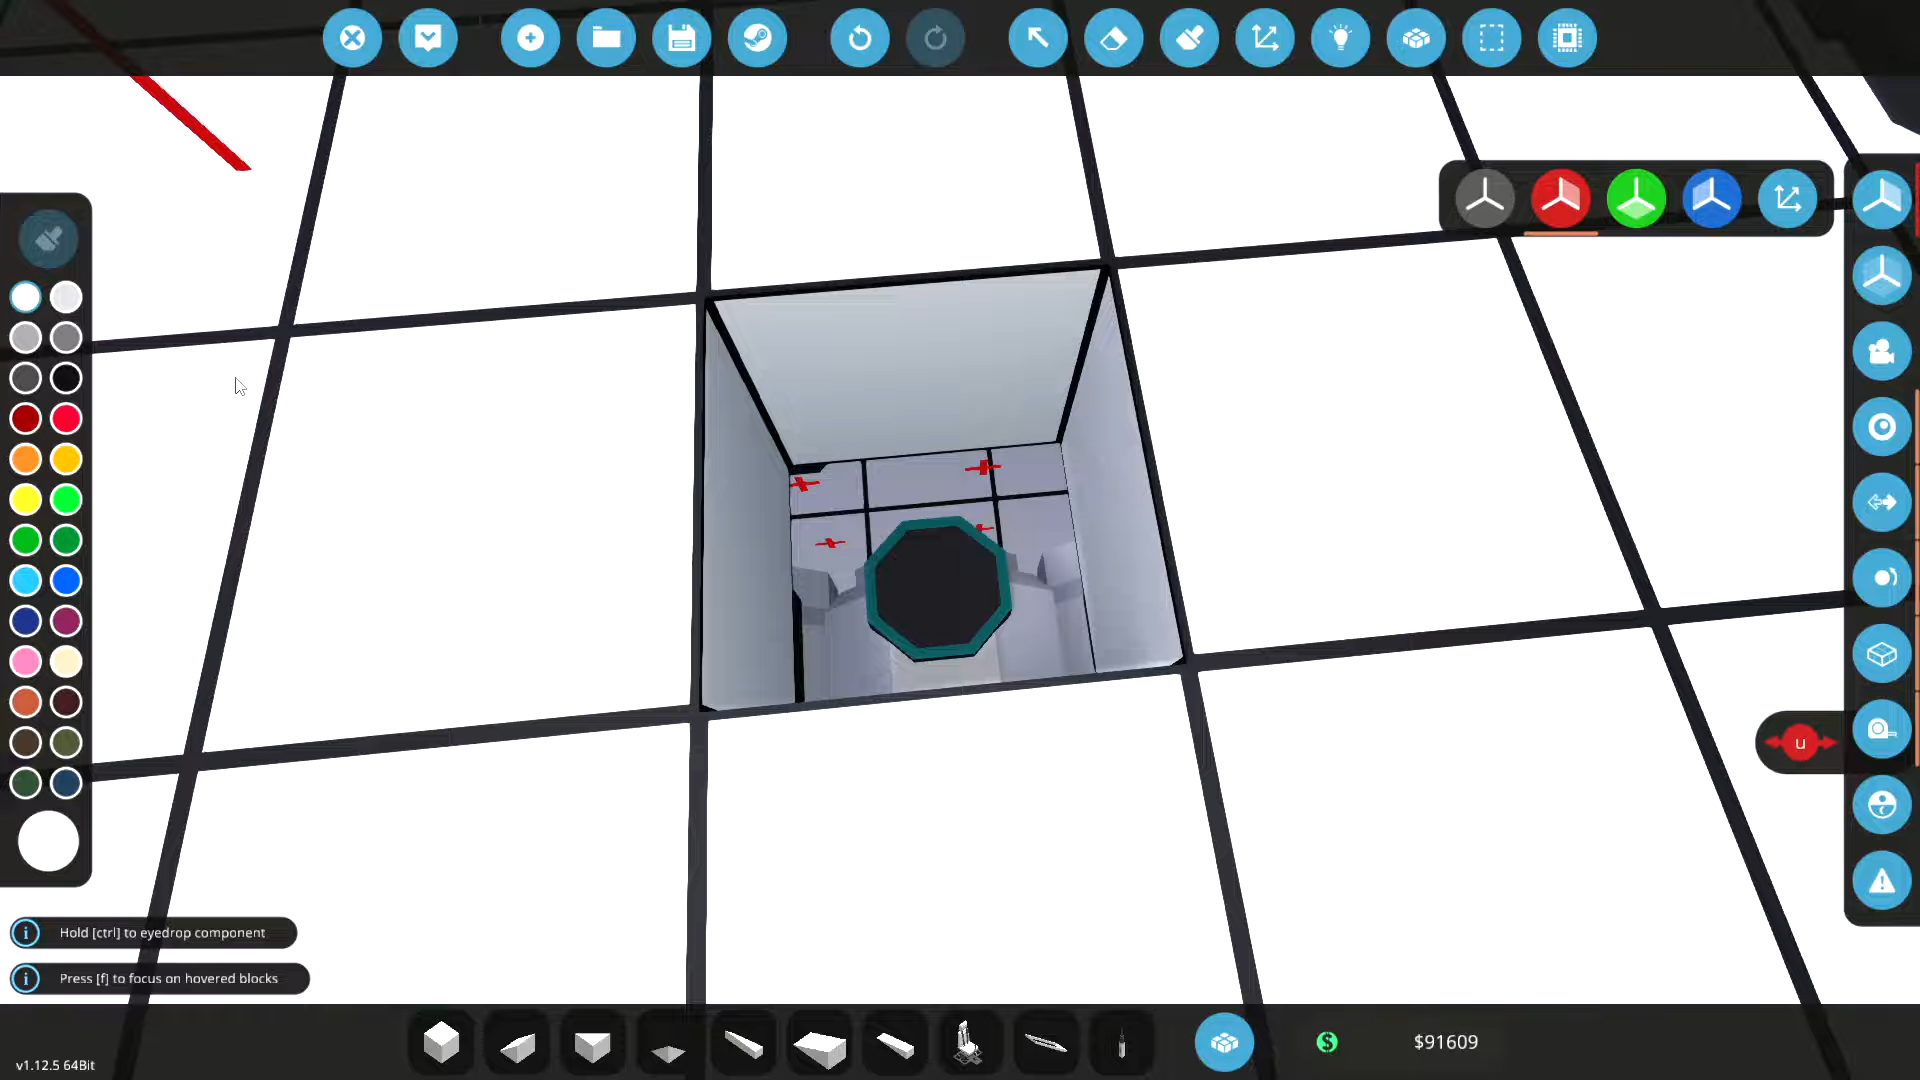 u
Hold [ctrl] to eyedrop component
Press [f] to focus on hovered blocks
v1.12.5 64Bit
$
$91609